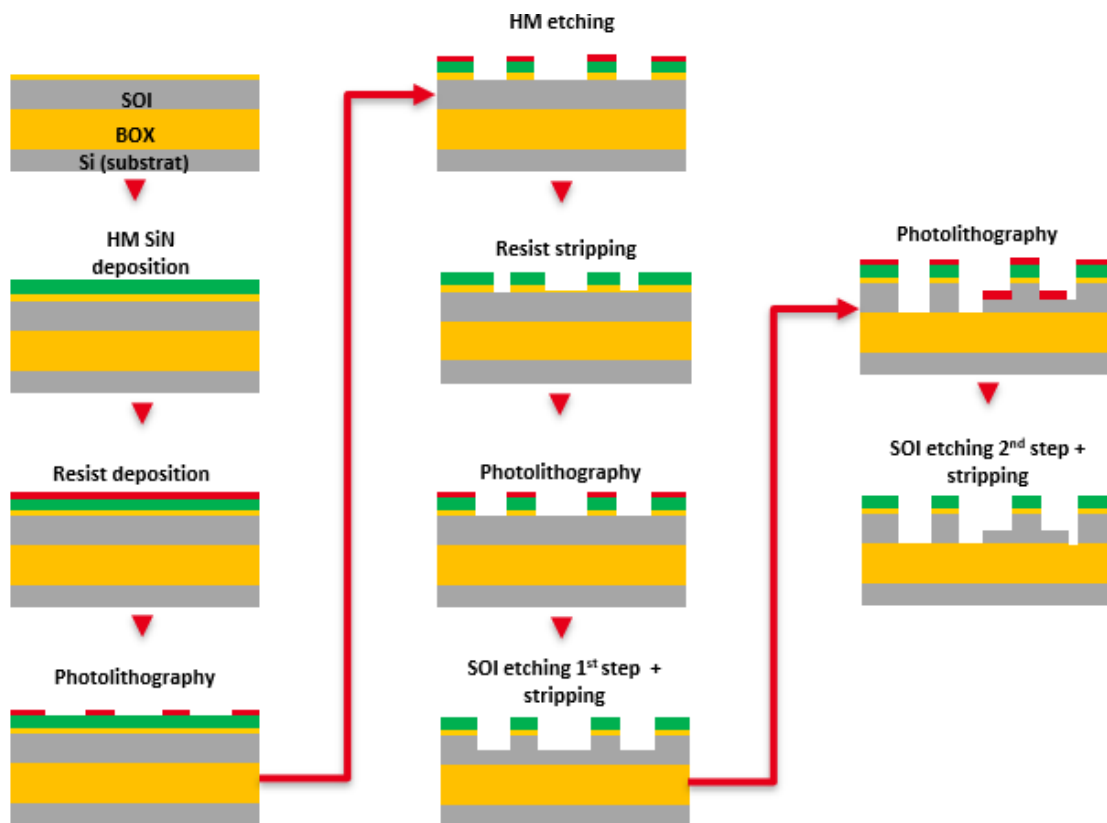 SOI
BOX
Si (substrat)
HM SiN
deposition
Resist deposition
Photolithography
HM etching
Resist stripping
Photolithography
SOI etching 1st step +
stripping
Photolithography
SOI etching 2nd step +
stripping